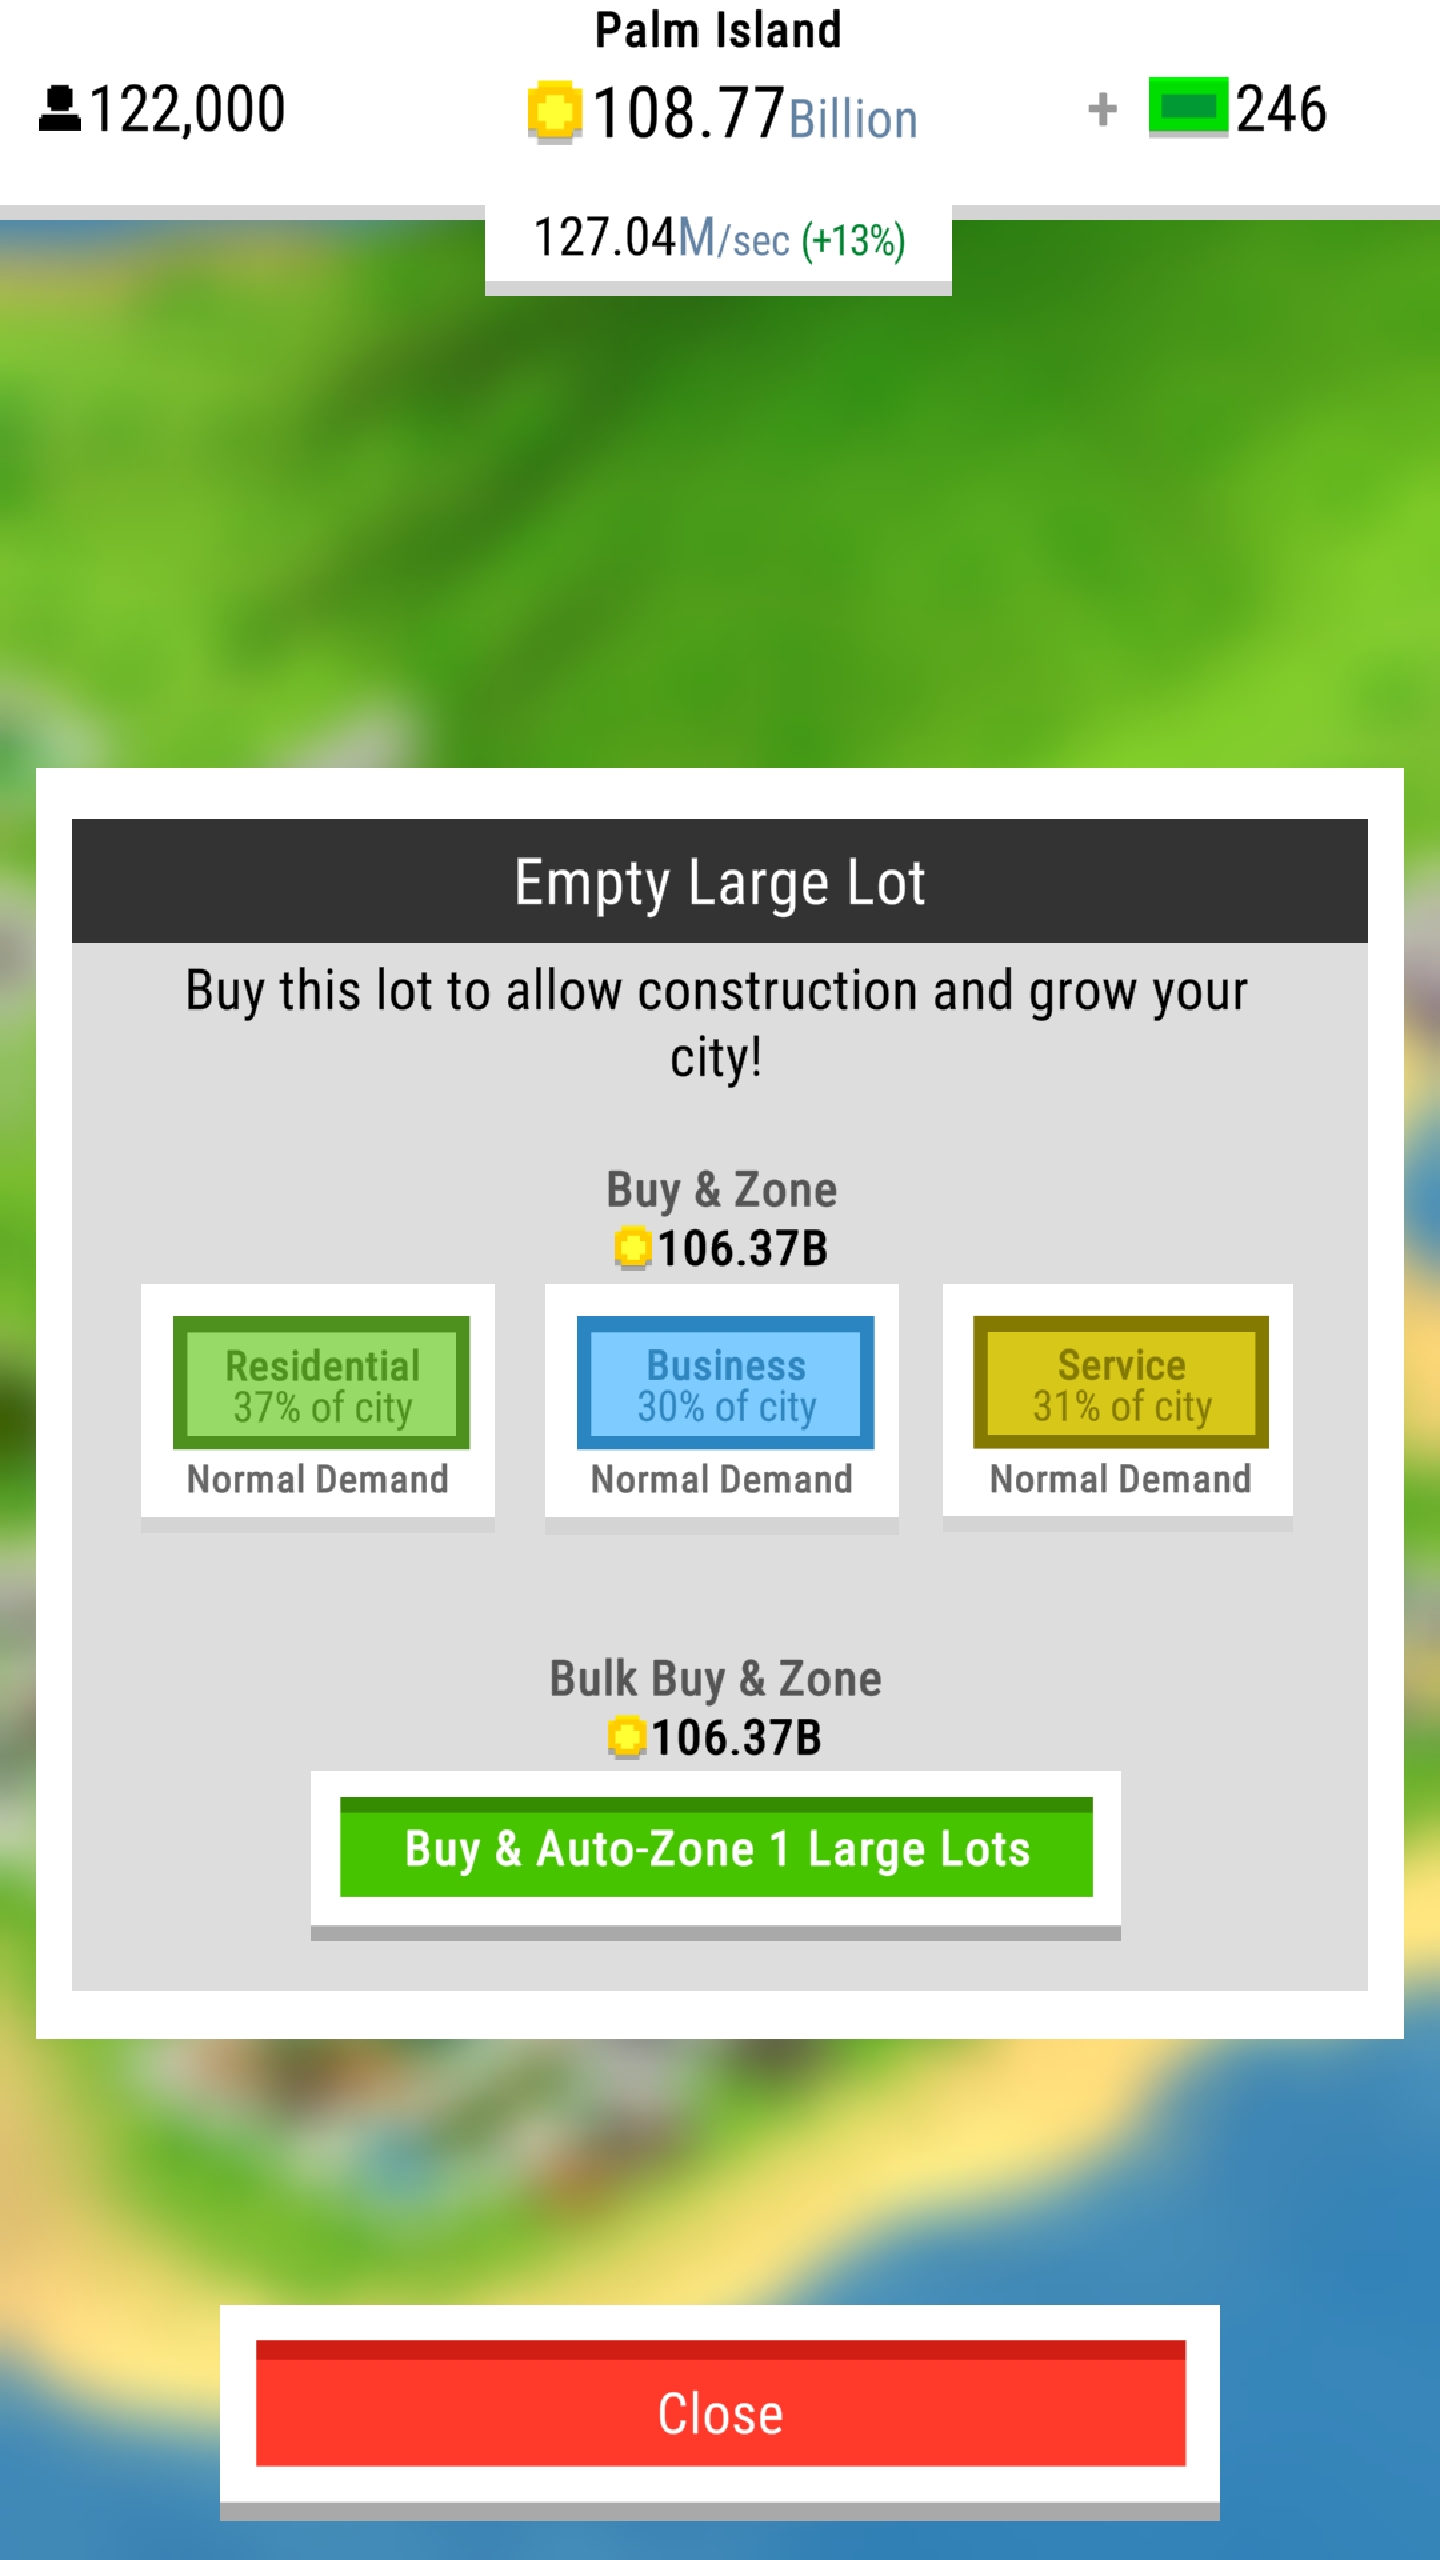 Palm Island
122,000
108.77Billion
+ 246
127.04M/sec (+13%)
Empty Large Lot
Buy this lot to allow construction and grow your
city!
Buy & Zone
106.37B
Residential
37% of city
Normal Demand
Business
30% of city
Normal Demand
Service
31% of city
Normal Demand
Bulk Buy & Zone
106.37B
Buy & Auto-Zone 1 Large Lots
Close